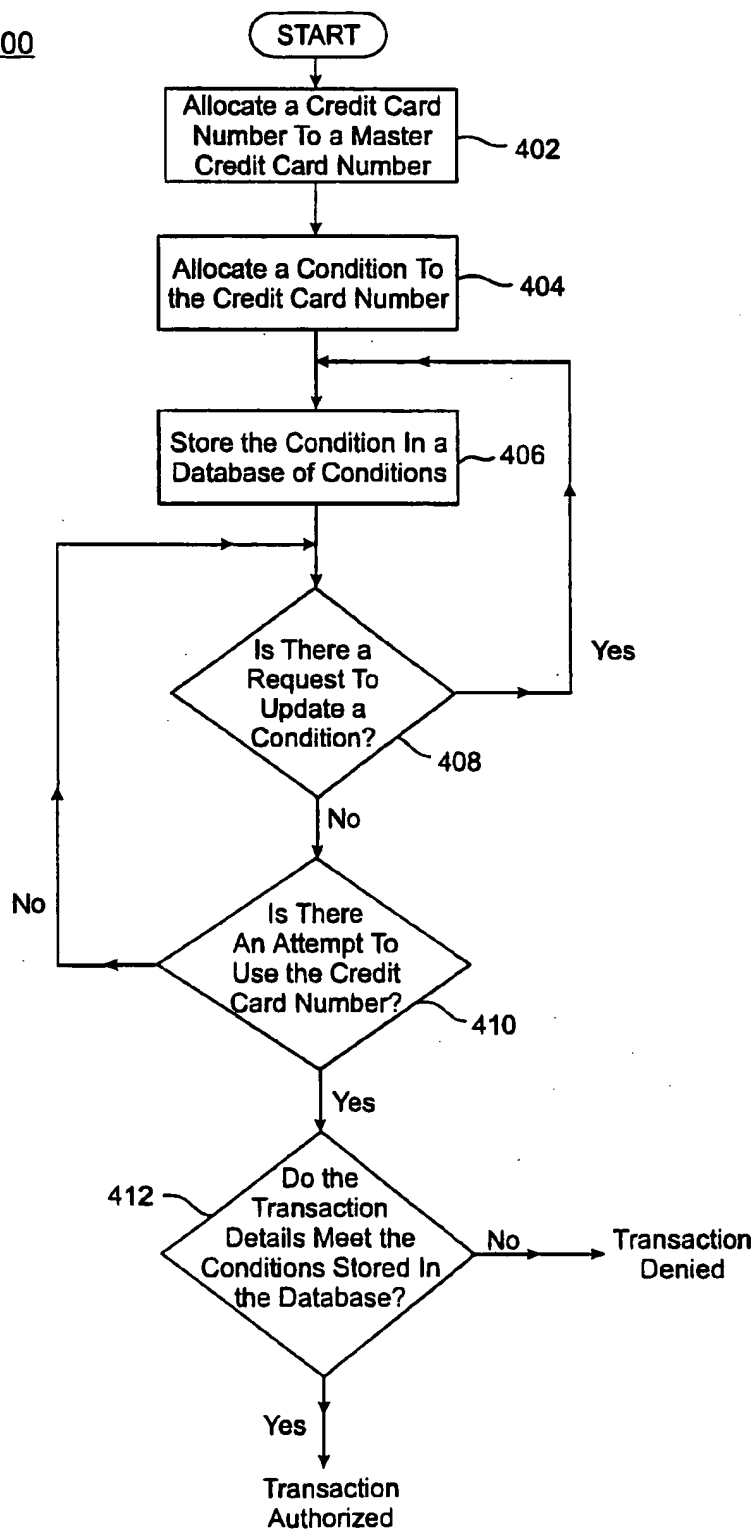 00
START
Allocate a Credit Card
Number To a Master
Credit Card Number
402
Allocate a Condition To
the Credit Card Number
404
Store the Condition In a
Database of Conditions
406
Is There a
Request To
Update a
Condition?
Yes
408
No
No
Is There
An Attempt To
Use the Credit
Card Number?
410
Yes
412
Do the
Transaction
Details Meet the
Conditions Stored In
the Database?
No
Transaction
Denied
Yes
Transaction
Authorized